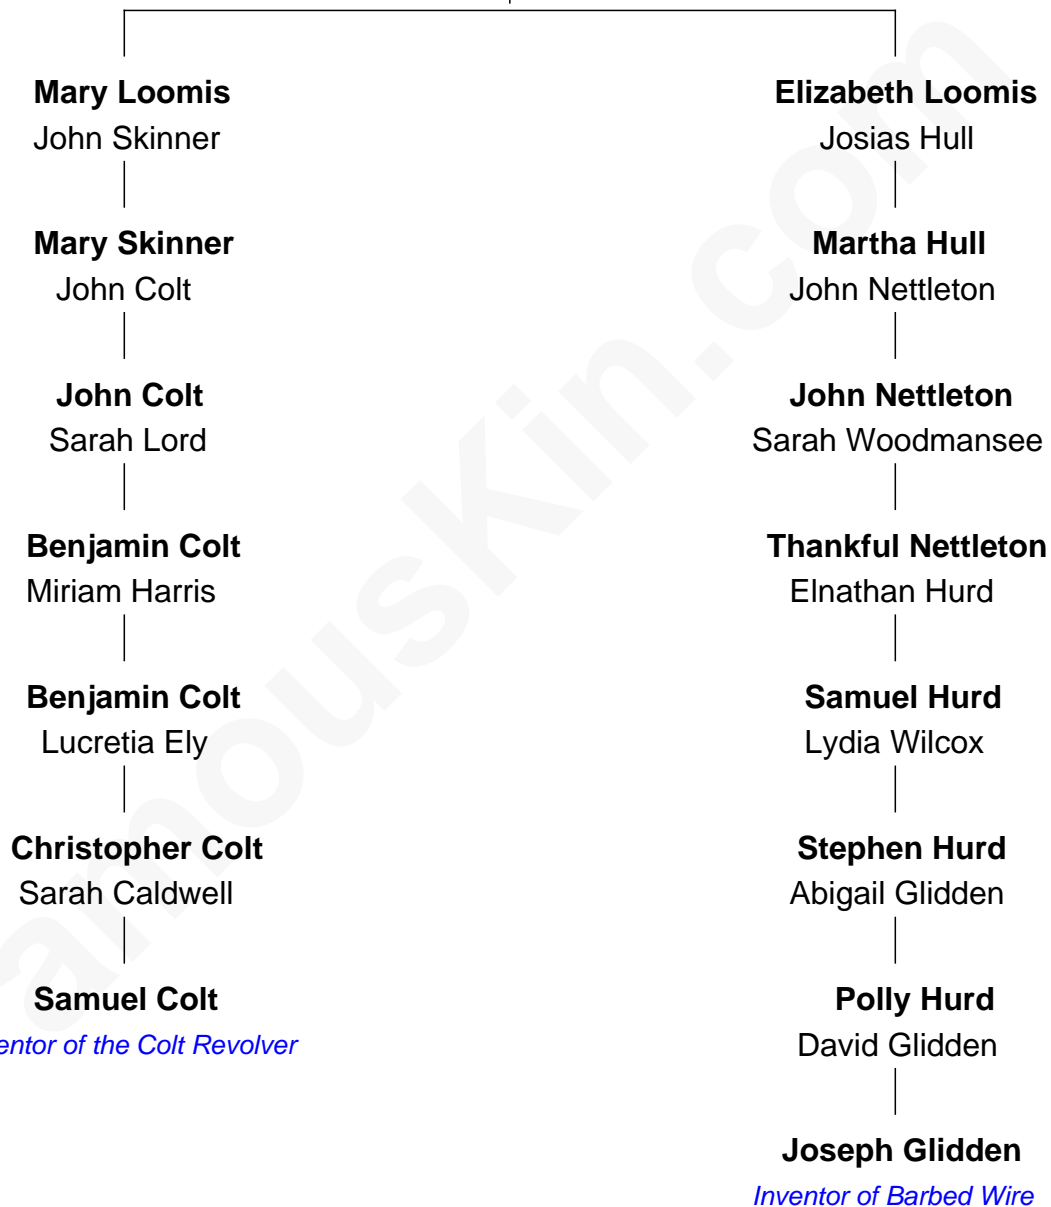 Mary Loomis
John Skinner
Mary Skinner
John Colt
John Colt
Sarah Lord
Benjamin Colt
Miriam Harris
Benjamin Colt
Lucretia Ely
Christopher Colt
Sarah Caldwell
Samuel Colt
entor of the Colt Revolver
Elizabeth Loomis
Josias Hull
Martha Hull
John Nettleton
John Nettleton
Sarah Woodmansee
Thankful Nettleton
Elnathan Hurd
Samuel Hurd
Lydia Wilcox
Stephen Hurd
Abigail Glidden
Polly Hurd
David Glidden
Joseph Glidden
Inventor of Barbed Wire
amouskin.com